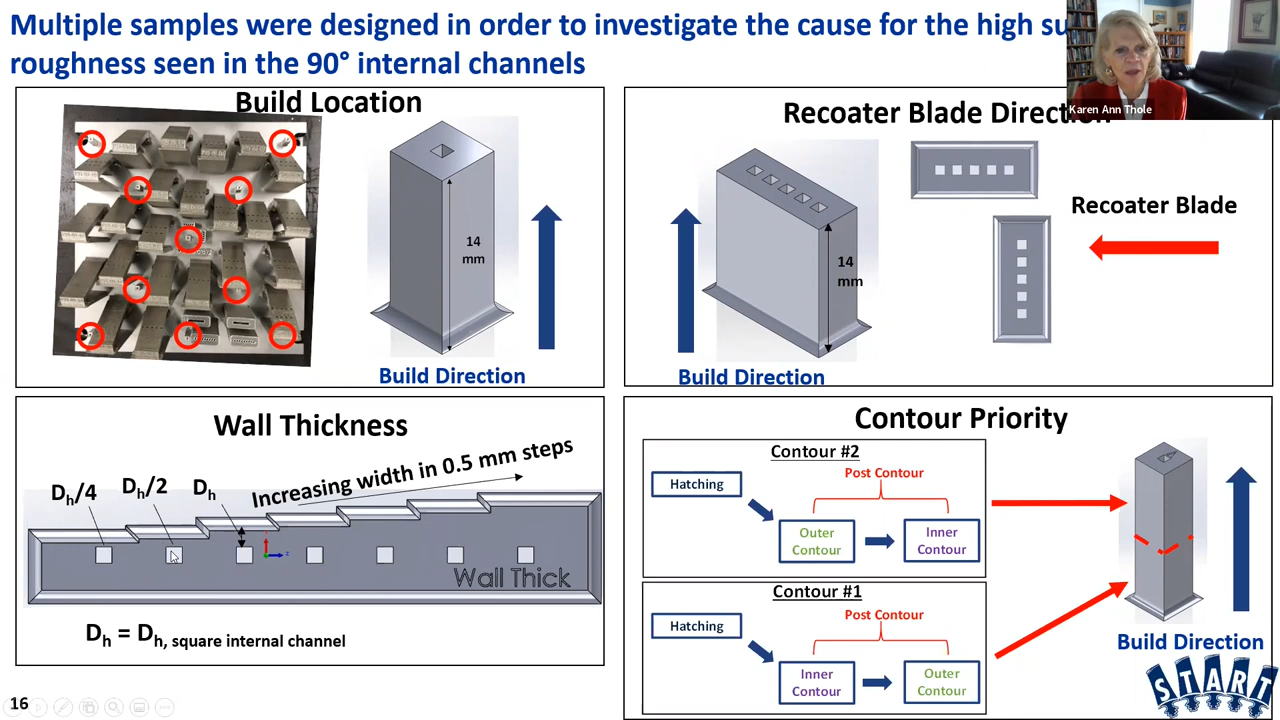 Multiple samples were designed in order to investigate the cause for the high su
roughness seen in the 90° internal channels
Karen Ann Thole
Build Location
14
mm
Build Direction
Recoater Blade Direction
14
mm
Recoater Blade
Build Direction
Wall Thickness
Increasing width in 0.5 mm steps
Dh/4
Dh/2
Dh
z
Wall Thick
Dh = Dh, square internal channel
Contour Priority
Contour #2
Post Contour
Hatching
Outer
Contour
Inner
Contour
Contour #1
Post Contour
Hatching
Inner
Contour
Outer
Contour
Build Direction
START
16